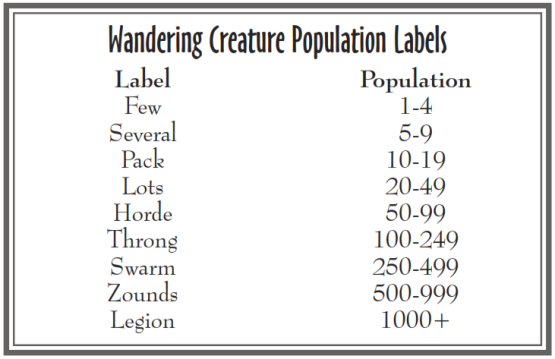 Wandering Creature Population Labels
Label Population
Few 1-4
Several 5-9
Pack 10-19
Lots 20-49
Horde 50-99
Throng 100-249
Swarm 250-499
Zounds 500-999
Legion 1000+